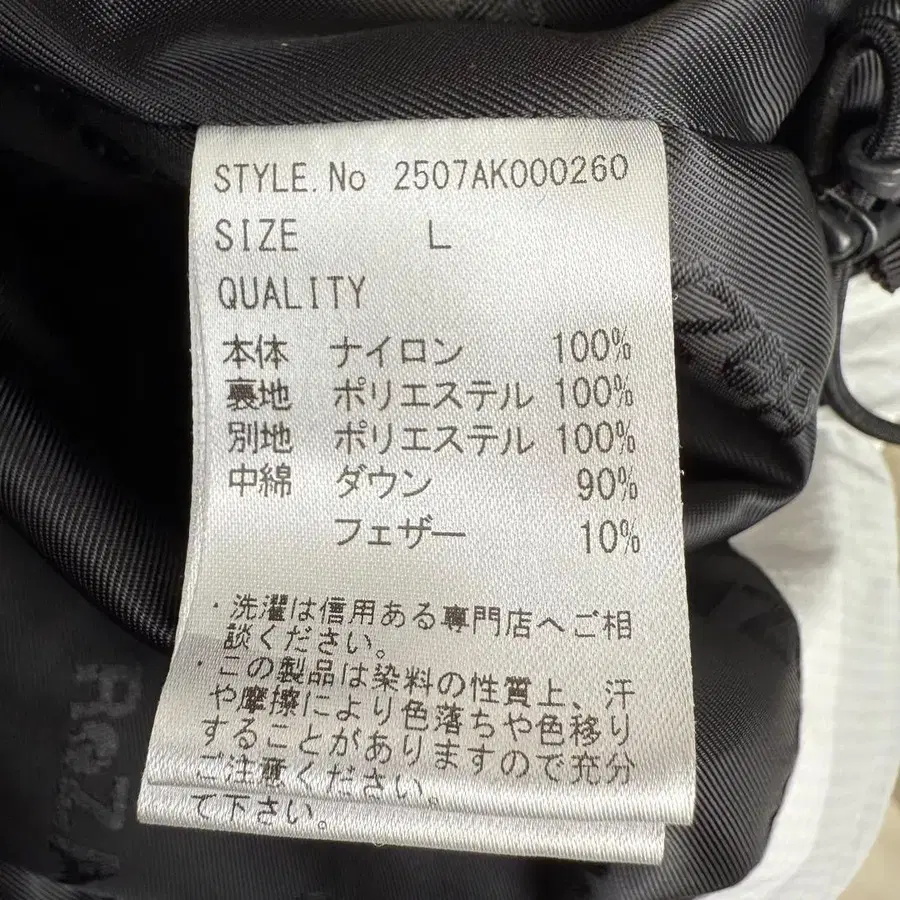 STYLE.No 2507AK000260
SIZE L
QUALITY
本体 ナイロン 100%
裏地 ポリエステル 100%
別地 ポリエステル 100%
中綿 ダウン 90%
フェザー 10%
・洗濯は信用ある専門店へご相
談ください。
・この製品は染料の性質上、汗
や摩擦により色落ちや色移り
することがありますので充分
ご注意ください。
て下さい。